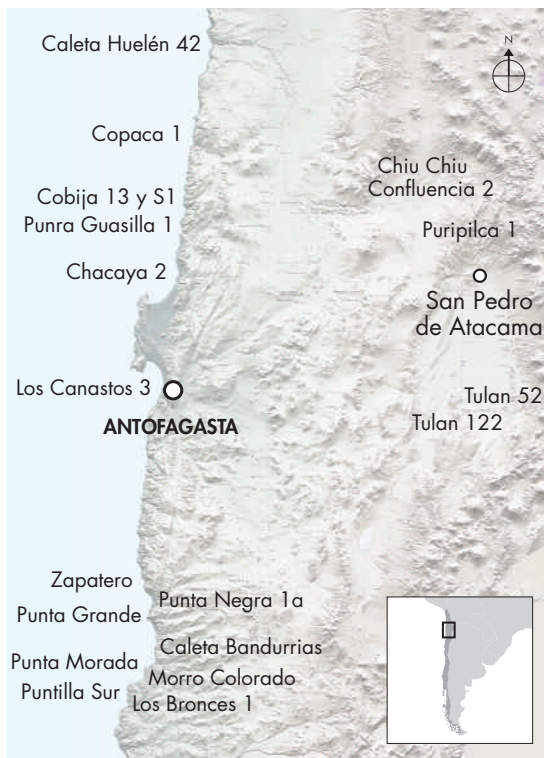 Caleta Huelén 42
N
Copaca 1
Chiu Chiu
Confluencia 2
Cobija 13 y S1
Punra Guasilla 1
Puripilca 1
Chacaya 2
San Pedro
de Atacama
Los Canastos 3
Tulan 52
ANTOFAGASTA
Tulan 122
Zapatero
Punta Negra 1a
Punta Grande
Caleta Bandurrias
Punta Morada
Morro Colorado
Puntilla Sur
Los Bronces 1